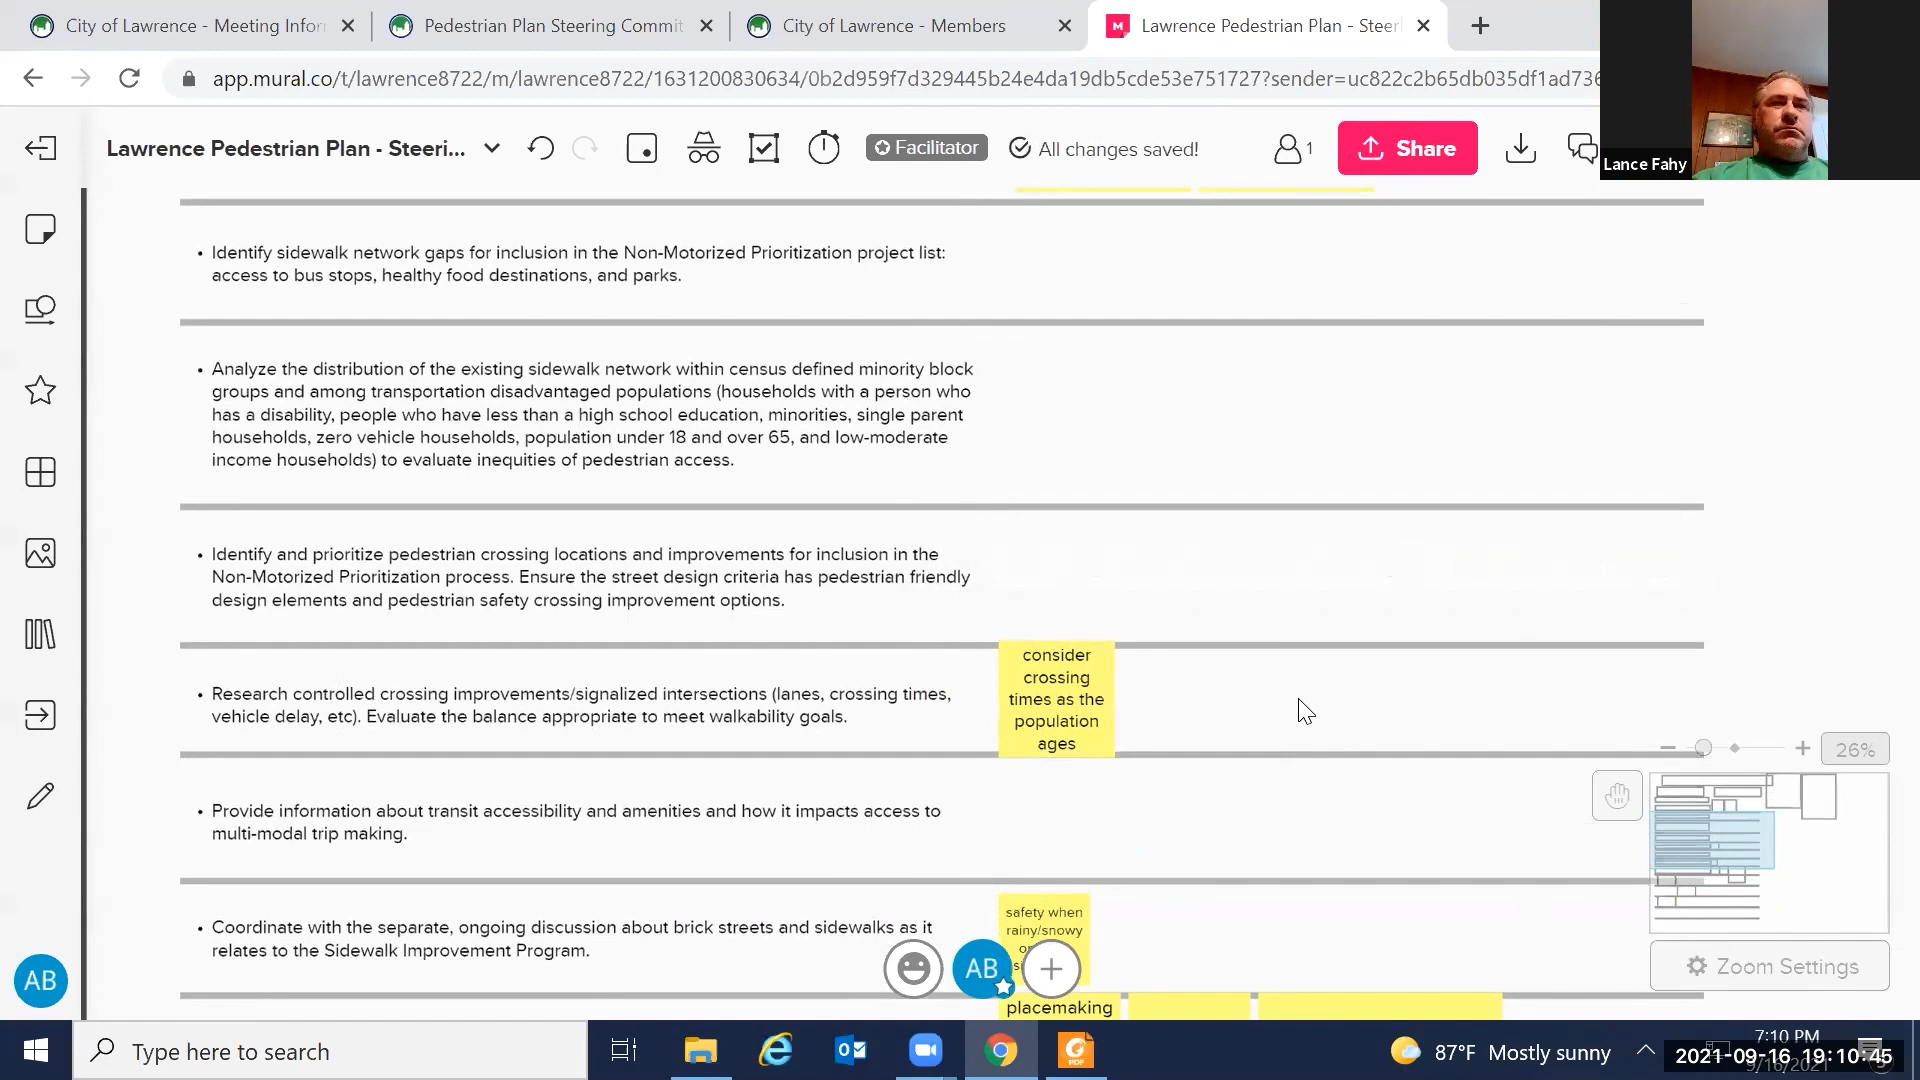 City of Lawrence - Meeting Infor
Pedestrian Plan Steering Commit
City of Lawrence - Members
Lawrence Pedestrian Plan - Steer
app.mural.co/t/lawrence8722/m/lawrence8722/1631200830634/0b2d959f7d329445b24e4da19db5cde53e751727?sender=uc822c2b65db035df1ad736
Lawrence Pedestrian Plan - Steeri...
Facilitator
All changes saved!
1
Share
Lance Fahy
• Identify sidewalk network gaps for inclusion in the Non-Motorized Prioritization project list:
access to bus stops, healthy food destinations, and parks.
• Analyze the distribution of the existing sidewalk network within census defined minority block
groups and among transportation disadvantaged populations (households with a person who
has a disability, people who have less than a high school education, minorities, single parent
households, zero vehicle households, population under 18 and over 65, and low-moderate
income households) to evaluate inequities of pedestrian access.
• Identify and prioritize pedestrian crossing locations and improvements for inclusion in the
Non-Motorized Prioritization process. Ensure the street design criteria has pedestrian friendly
design elements and pedestrian safety crossing improvement options.
• Research controlled crossing improvements/signalized intersections (lanes, crossing times,
vehicle delay, etc). Evaluate the balance appropriate to meet walkability goals.
consider
crossing
times as the
population
ages
26%
• Provide information about transit accessibility and amenities and how it impacts access to
multi-modal trip making.
• Coordinate with the separate, ongoing discussion about brick streets and sidewalks as it
relates to the Sidewalk Improvement Program.
safety when
rainy/snowy
AB
AB
Zoom Settings
placemaking
Type here to search
87°F Mostly sunny
7:10 PM
2021-09-16 19:10:45
9/16/2021